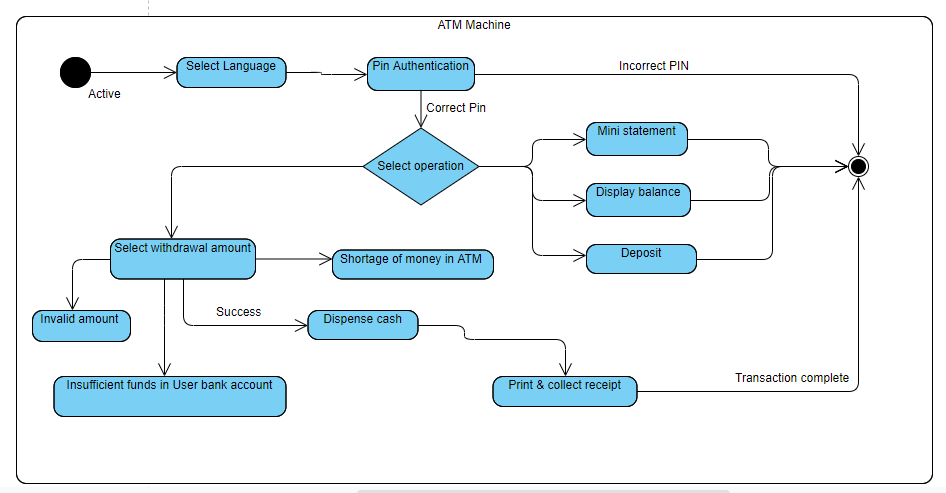 ATM Machine
Select Language
Pin Authentication
Incorrect PIN
Active
Correct Pin
Mini statement
Select operation
Display balance
Select withdrawal amount
Shortage of money in ATM
Deposit
Invalid amount
Success
Dispense cash
Insufficient funds in User bank account
Print & collect receipt
Transaction complete